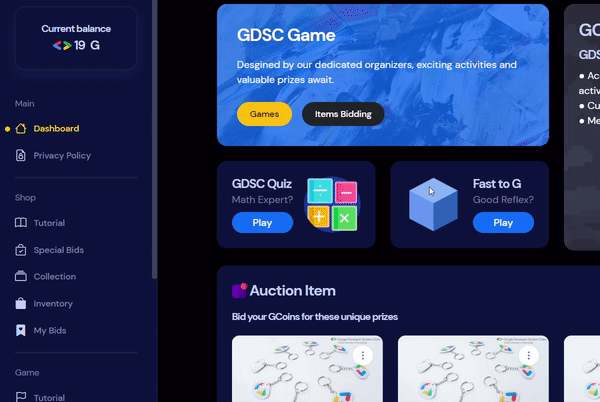 Current balance
19 G
Main
Dashboard
Privacy Policy
Shop
Tutorial
Special Bids
Collection
Inventory
My Bids
Game
Tutorial
GDSC Game
Desgined by our dedicated organizers, exciting activities and
valuable prizes await.
Games
Items Bidding
GDSC Quiz
Math Expert?
Play
Fast to G
Good Reflex?
Play
Auction Item
Bid your GCoins for these unique prizes
GC
GDS
● Ac
activ
● Cu
● Me